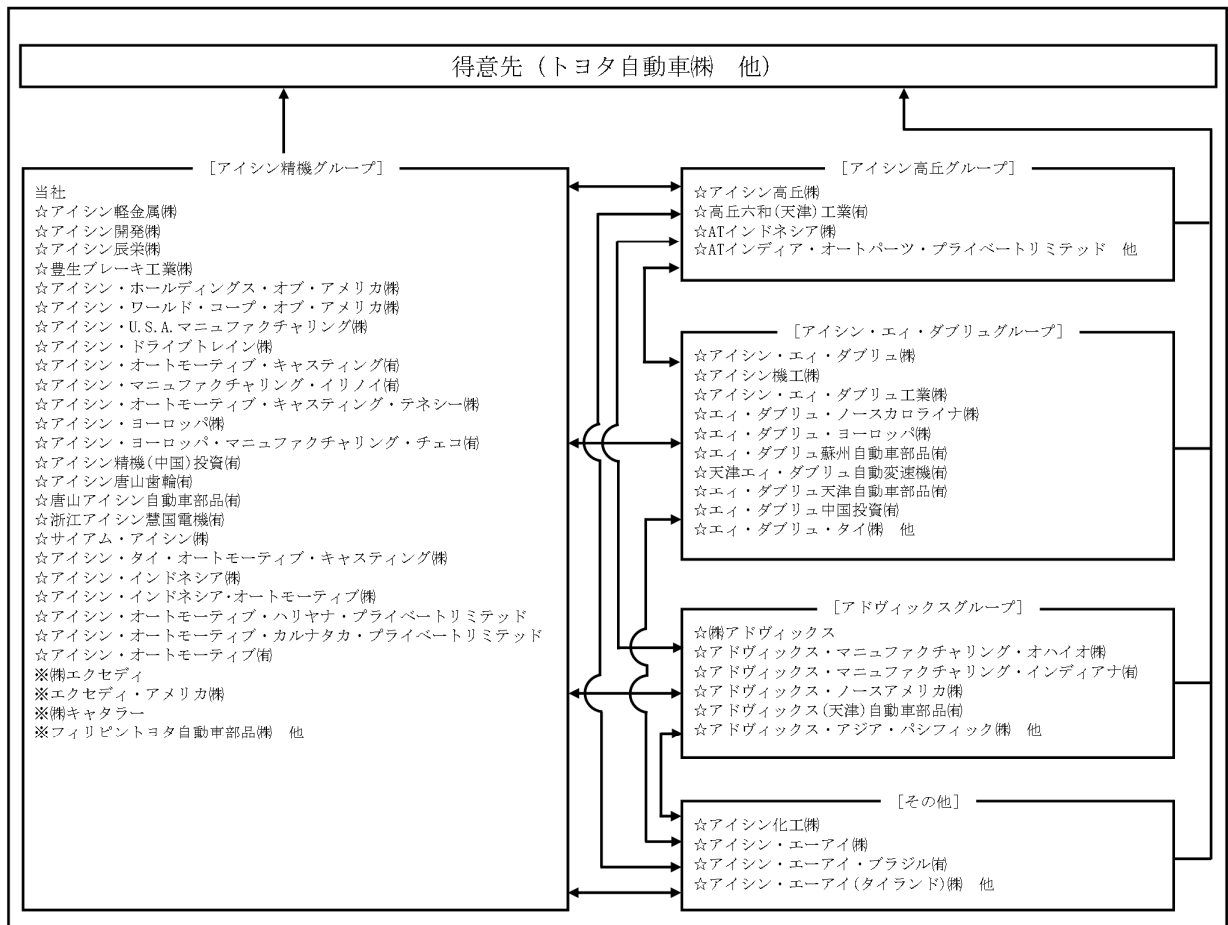 得意先（トヨタ自動車㈱　他）
［アイシン精機グループ］
当社
☆アイシン軽金属㈱
☆アイシン開発㈱
☆アイシン辰栄㈱
☆豊生ブレーキ工業㈱
☆アイシン・ホールディングス・オブ・アメリカ㈱
☆アイシン・ワールド・コープ・オブ・アメリカ㈱
☆アイシン・U.S.A.マニュファクチャリング㈱
☆アイシン・ドライブトレイン㈱
☆アイシン・オートモーティブ・キャスティング㈲
☆アイシン・マニュファクチャリング・イリノイ㈲
☆アイシン・オートモーティブ・キャスティング・テネシー㈱
☆アイシン・ヨーロッパ㈱
☆アイシン・ヨーロッパ・マニュファクチャリング・チェコ㈲
☆アイシン精機(中国)投資㈲
☆アイシン唐山歯輪㈲
☆唐山アイシン自動車部品㈲
☆浙江アイシン慧国電機㈲
☆サイアム・アイシン㈱
☆アイシン・タイ・オートモーティブ・キャスティング㈱
☆アイシン・インドネシア㈱
☆アイシン・インドネシア・オートモーティブ㈱
☆アイシン・オートモーティブ・ハリヤナ・プライベートリミテッド
☆アイシン・オートモーティブ・カルナタカ・プライベートリミテッド
☆アイシン・オートモーティブ㈲
※㈱エクセディ
※エクセディ・アメリカ㈱
※㈱キャタラー
※フィリピントヨタ自動車部品㈱　他
［アイシン高丘グループ］
☆アイシン高丘㈱
☆高丘六和(天津)工業㈲
☆ATインドネシア㈱
☆ATインディア・オートパーツ・プライベートリミテッド　他
［アイシン・エィ・ダブリュグループ］
☆アイシン・エィ・ダブリュ㈱
☆アイシン機工㈱
☆アイシン・エィ・ダブリュ工業㈱
☆エィ・ダブリュ・ノースカロライナ㈱
☆エィ・ダブリュ・ヨーロッパ㈱
☆エィ・ダブリュ蘇州自動車部品㈲
☆天津エィ・ダブリュ自動変速機㈲
☆エィ・ダブリュ天津自動車部品㈲
☆エィ・ダブリュ中国投資㈲
☆エィ・ダブリュ・タイ㈱　他
［アドヴィックスグループ］
☆㈱アドヴィックス
☆アドヴィックス・マニュファクチャリング・オハイオ㈱
☆アドヴィックス・マニュファクチャリング・インディアナ㈲
☆アドヴィックス・ノースアメリカ㈱
☆アドヴィックス(天津)自動車部品㈲
☆アドヴィックス・アジア・パシフィック㈱　他
［その他］
☆アイシン化工㈱
☆アイシン・エーアイ㈱
☆アイシン・エーアイ・ブラジル㈲
☆アイシン・エーアイ(タイランド)㈱　他